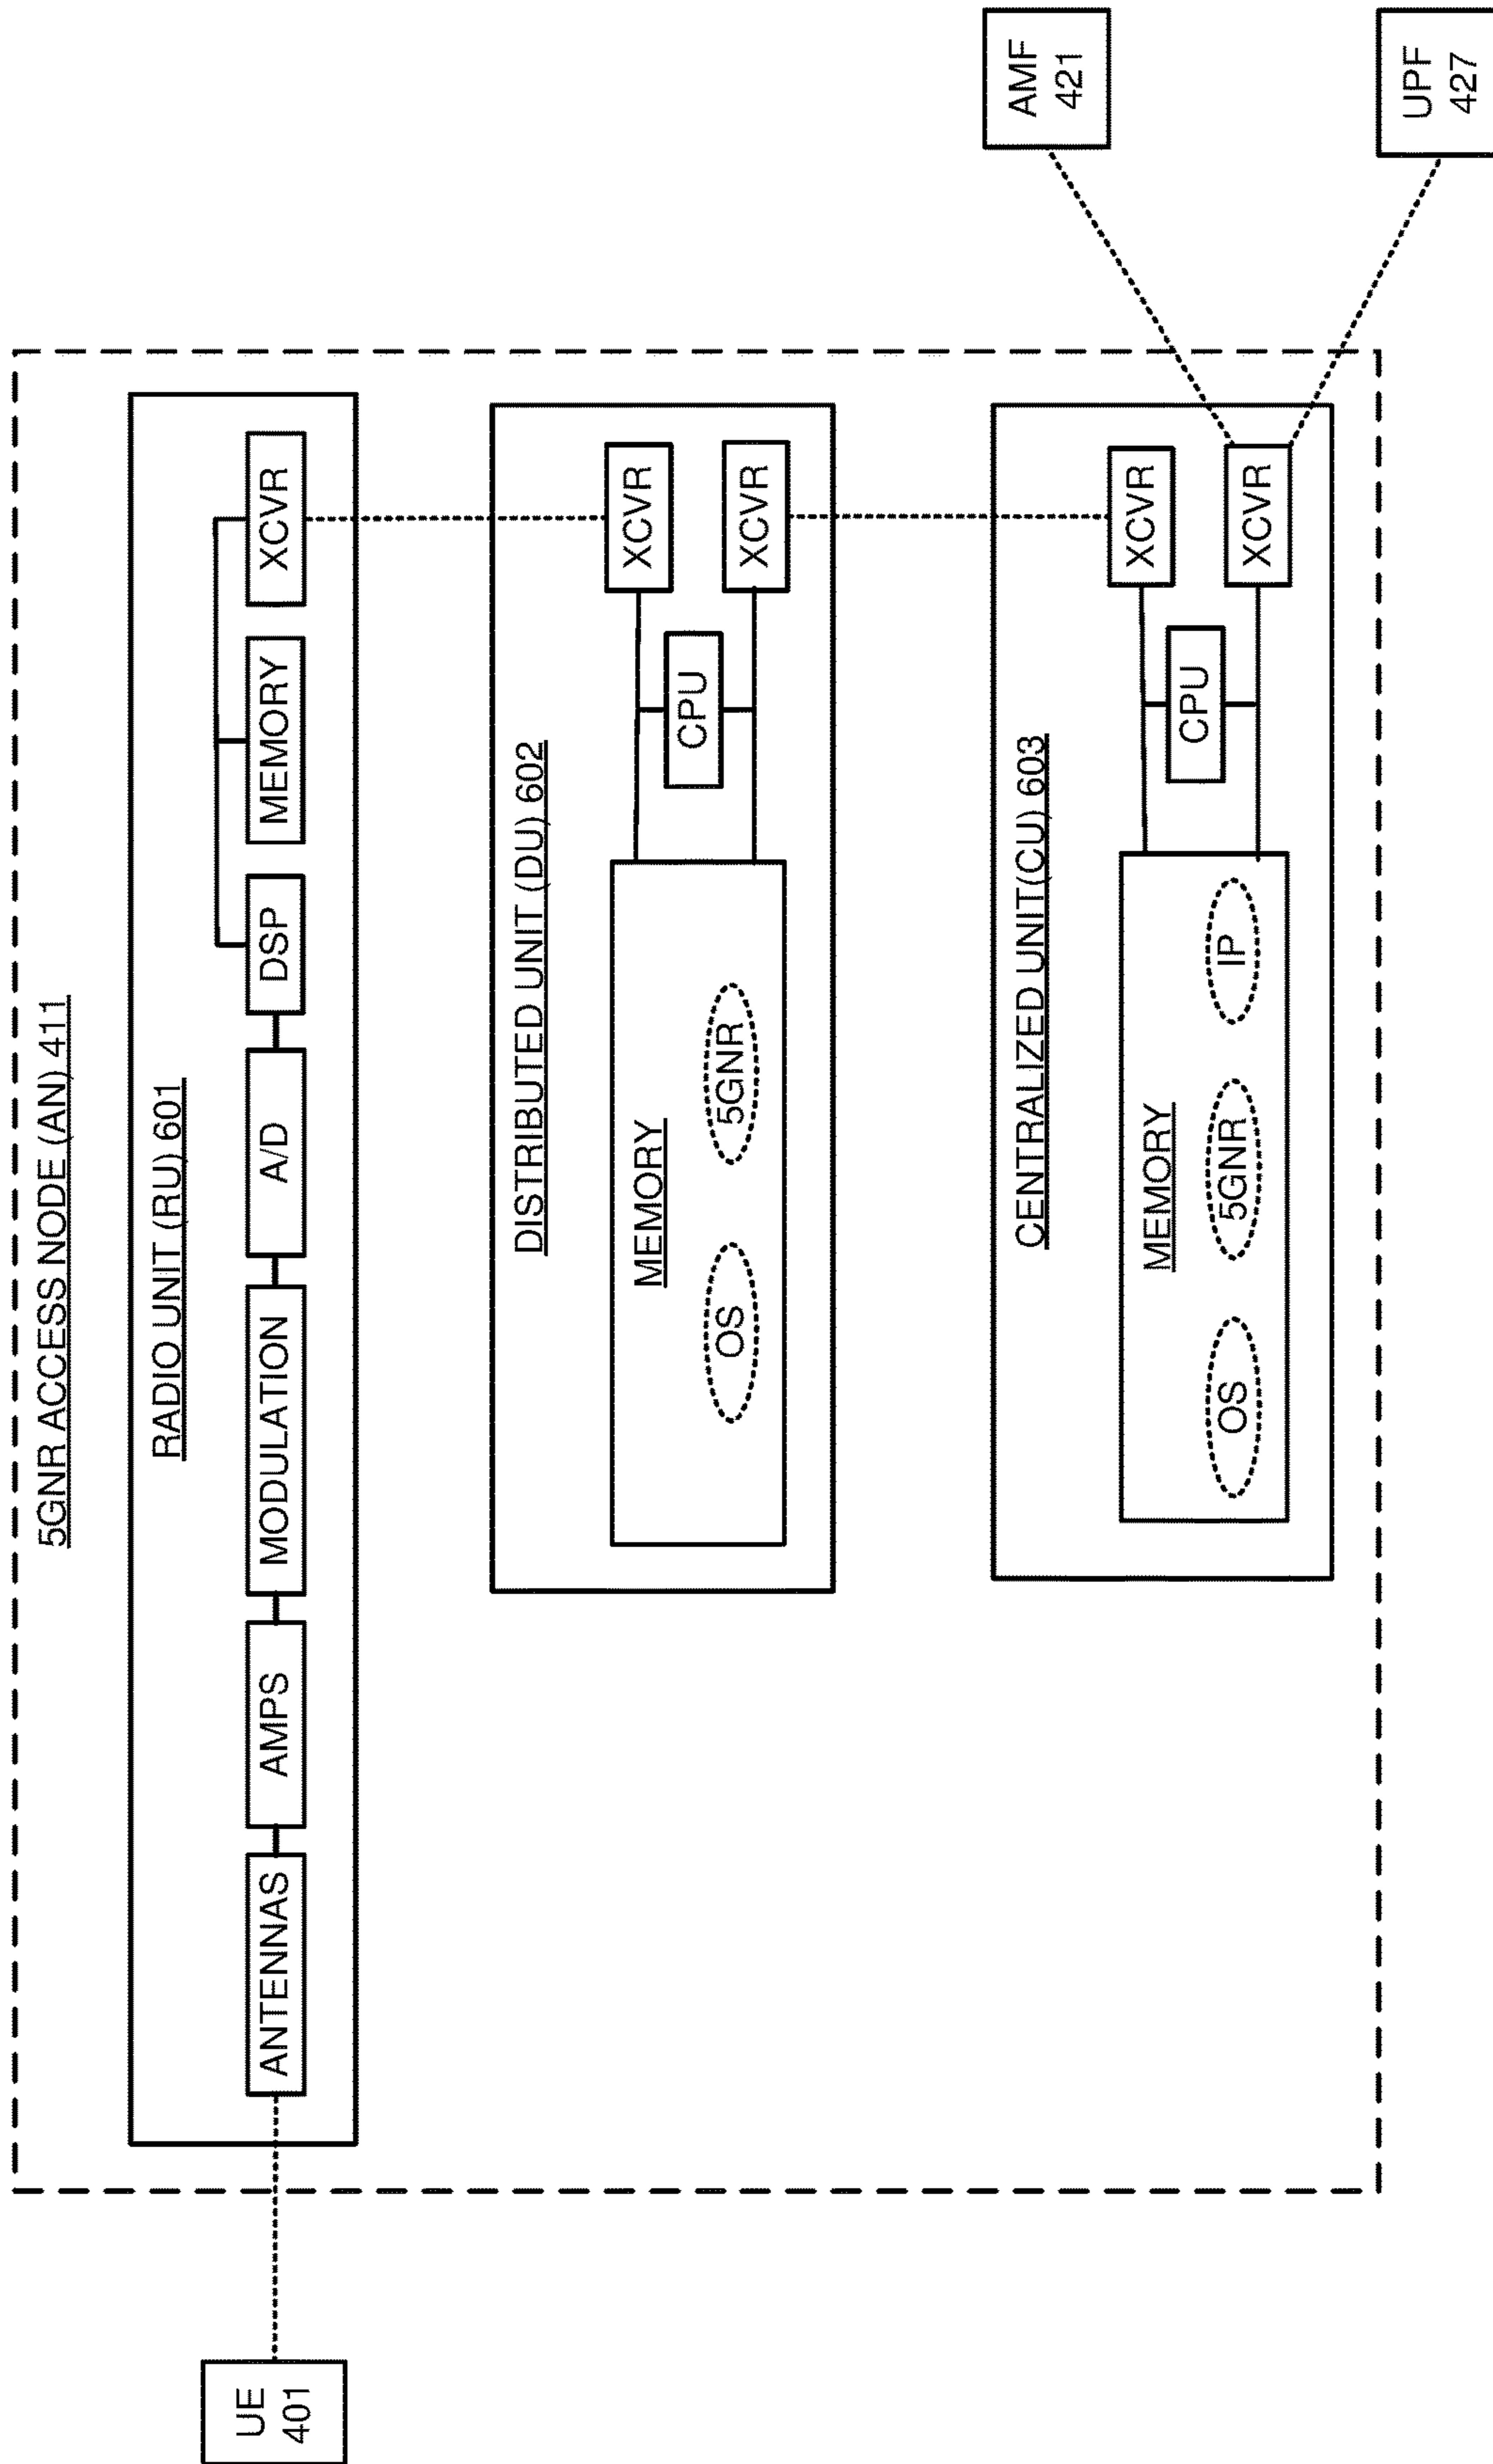 5GNR ACCESS NODE (AN) 411
RADIO UNIT (RU) 601
UE
401
ANTENNAS
AMPS
MODULATION
A/D
DSP
MEMORY
XCVR
DISTRIBUTED UNIT (DU) 602
MEMORY
OS
5GNR
CPU
XCVR
XCVR
CENTRALIZED UNIT(CU) 603
MEMORY
OS
5GNR
IP
CPU
XCVR
XCVR
AMF
421
UPF
427